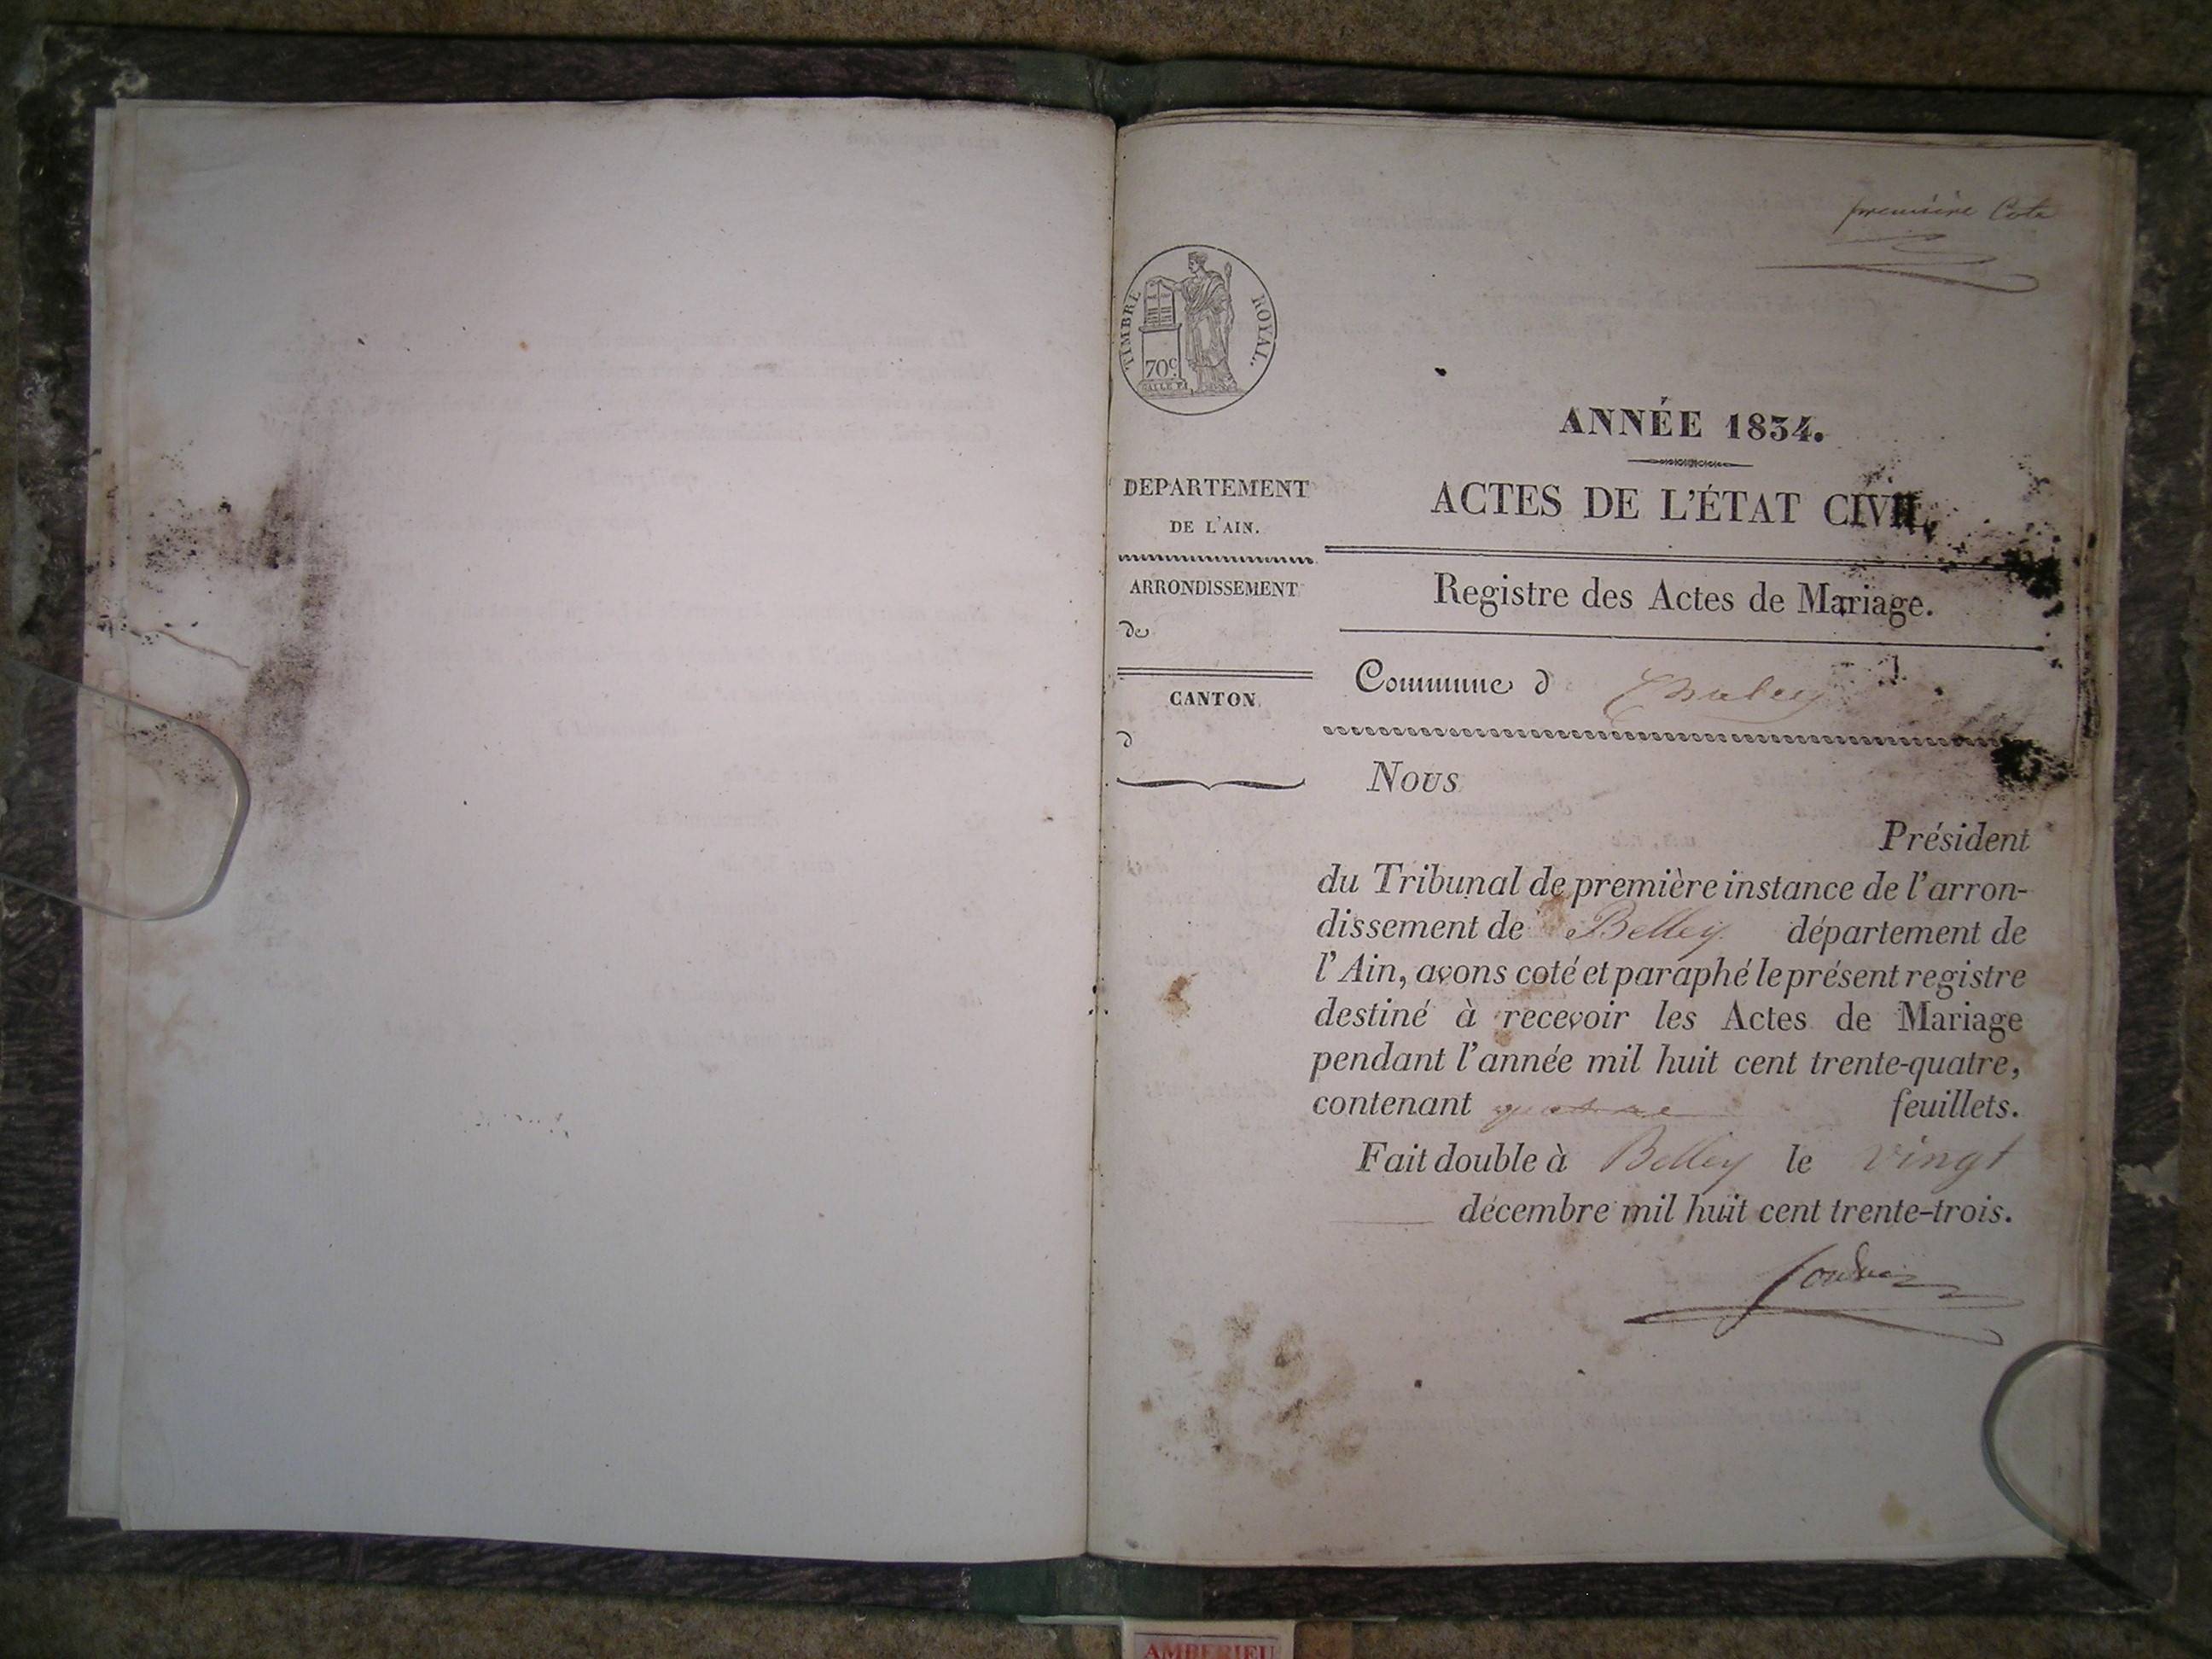 première Cote
TIMBRE ROYAL.
70c.
ANNÉE 1834.
ACTES DE L'ÉTAT CIVIL,
Registre des Actes de Mariage.
Commune d
DEPARTEMENT
DE L'AIN.
ARRONDISSEMENT
de
CANTON
d
Nous
Président
du Tribunal de première instance de l'arron-
dissement de Belley département de
l'Ain, avons coté et paraphé le présent registre
destiné à recevoir les Actes de Mariage
pendant l'année mil huit cent trente-quatre,
contenant quatre feuillets.
Fait double à Belley le vingt
décembre mil huit cent trente-trois.
AMBERIEU